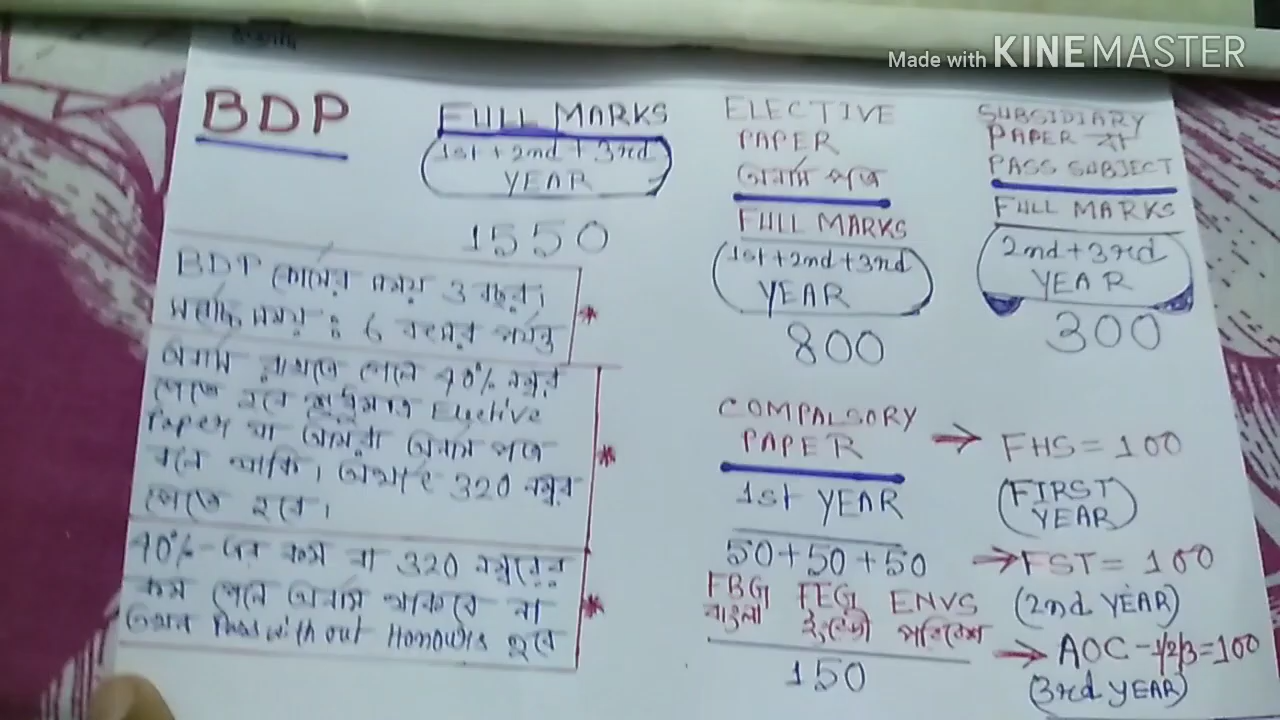 Made with KINEMASTER
BDP
FULL MARKS
1st + 2nd + 3rd
YEAR
1550
BDP কোর্সের সময় 3 বছর।
সর্বোচ্চ সময় : 6 বৎসর পর্যন্ত
অনার্স রাখতে গেলে 40% নম্বর
পেতে হবে শুধুমাত্র Elective
Paper যা আমরা অনার্স পত্র
বলে থাকি। অর্থাৎ 320 নম্বর
পেতে হবে।
40%-এর কম বা 320 নম্বরের
কম পেলে অনার্স থাকবে না
তখন Pass with out Honours হবে
ELECTIVE
PAPER
অনার্স পত্র
FULL MARKS
1st + 2nd + 3rd
YEAR
800
SUBSIDIARY
PAPER বা
PASS SUBJECT
FULL MARKS
2nd + 3rd
YEAR
300
COMPALSORY
PAPER
1st YEAR
50 + 50 + 50
FBG FEG ENVS
বাংলা ইংরেজী পরিবেশ
150
→ FHS = 100
(FIRST
YEAR)
→ FST = 100
(2nd YEAR)
→ AOC - 1/2/3 = 100
(3rd YEAR)